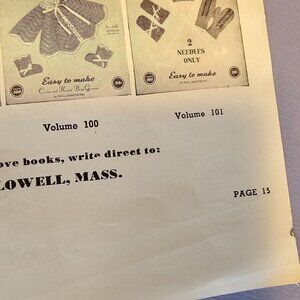 2
NEEDLES
ONLY
Easy to make
Easy to make
Volume 100
Volume 101
ove books, write direct to:
LOWELL, MASS.
PAGE 15